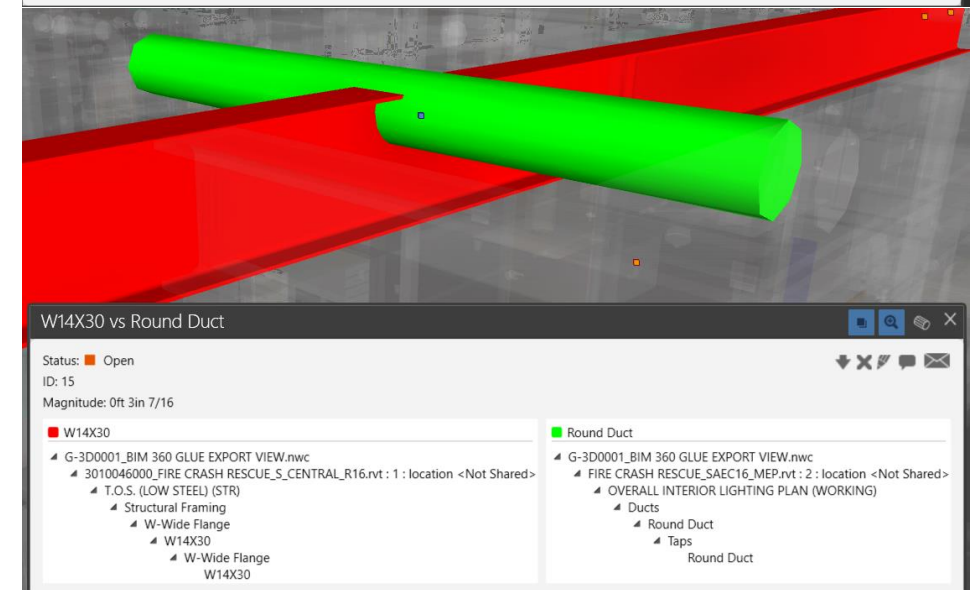 W14X30 vs Round Duct
Status: Open
ID: 15
Magnitude: 0ft 3in 7/16
W14X30
G-3D0001_BIM 360 GLUE EXPORT VIEW.nwc
3010046000_FIRE CRASH RESCUE_S_CENTRAL_R16.rvt : 1 : location <Not Shared>
T.O.S. (LOW STEEL) (STR)
Structural Framing
W-Wide Flange
W14X30
W-Wide Flange
W14X30
Round Duct
G-3D0001_BIM 360 GLUE EXPORT VIEW.nwc
FIRE CRASH RESCUE_SAEC16_MEP.rvt : 2 : location <Not Shared>
OVERALL INTERIOR LIGHTING PLAN (WORKING)
Ducts
Round Duct
Taps
Round Duct